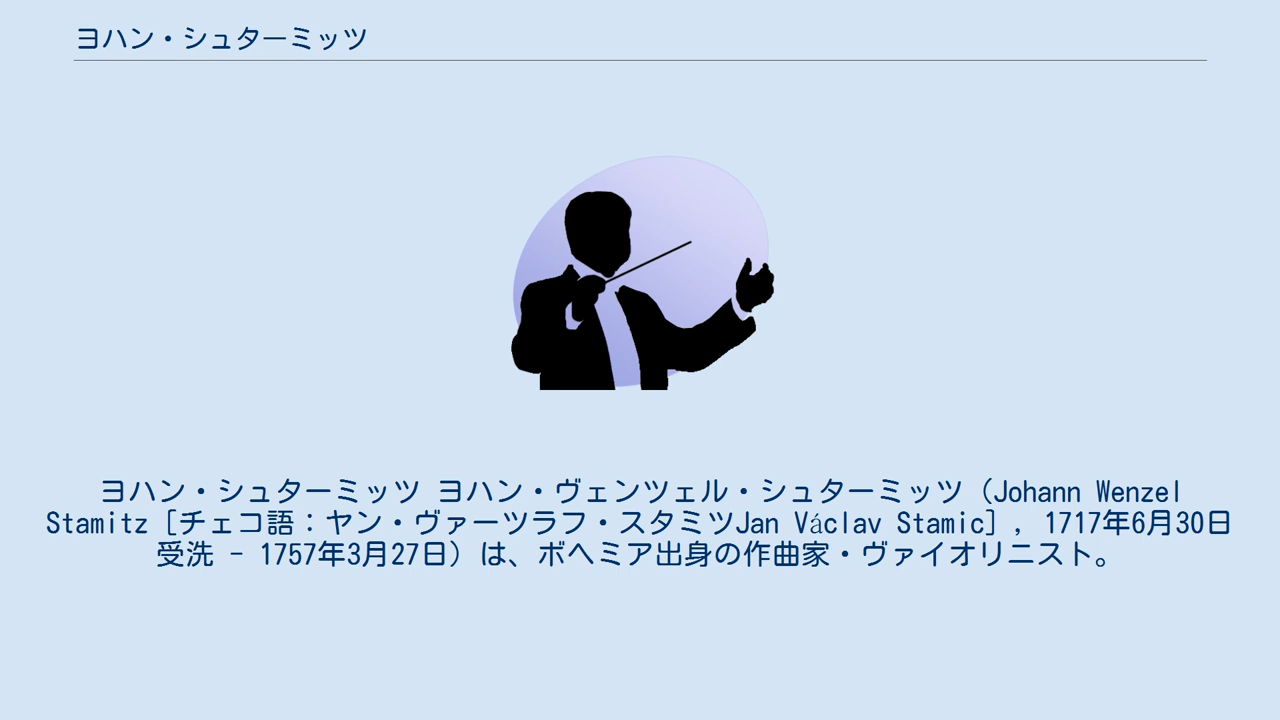 ヨハン・シュターミッツ
ヨハン・シュターミッツ ヨハン・ヴェンツェル・シュターミッツ（Johann Wenzel
Stamitz [チェコ語：ヤン・ヴァーツラフ・スタミツJan Václav Stamic] , 1717年6月30日
受洗 - 1757年3月27日）は、ボヘミア出身の作曲家・ヴァイオリニスト。